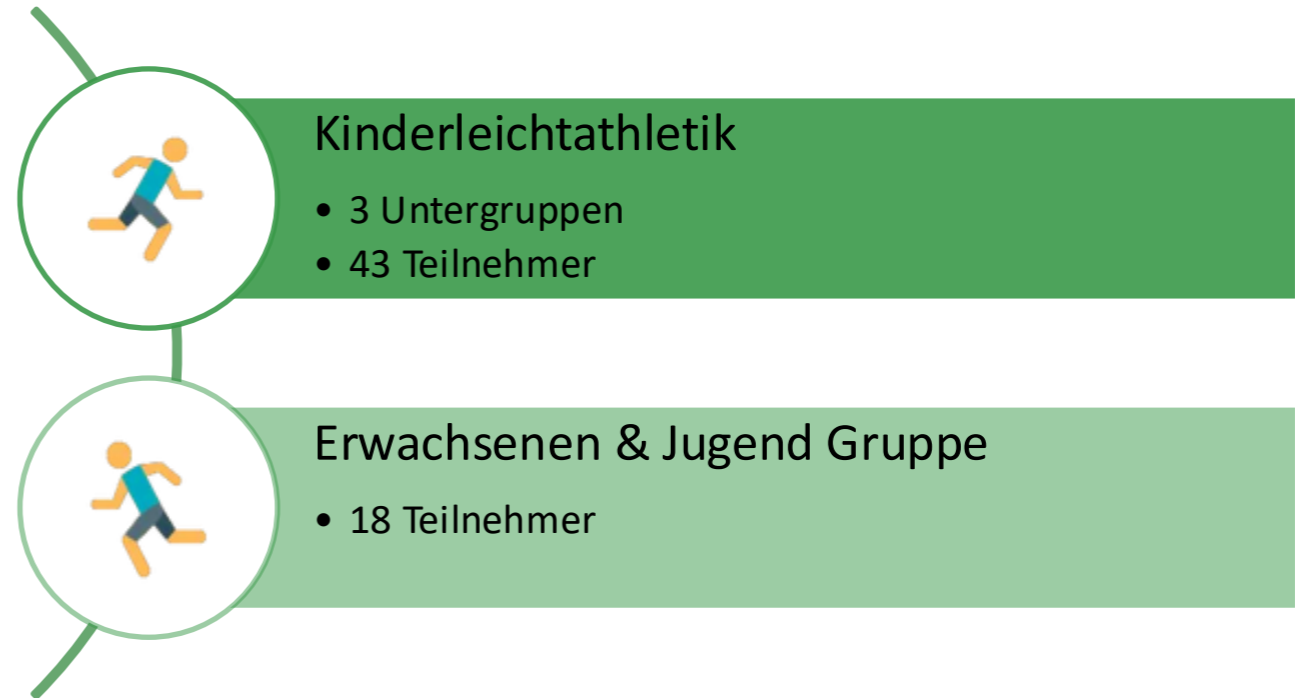 Kinderleichtathletik
• 3 Untergruppen
• 43 Teilnehmer
Erwachsenen & Jugend Gruppe
• 18 Teilnehmer